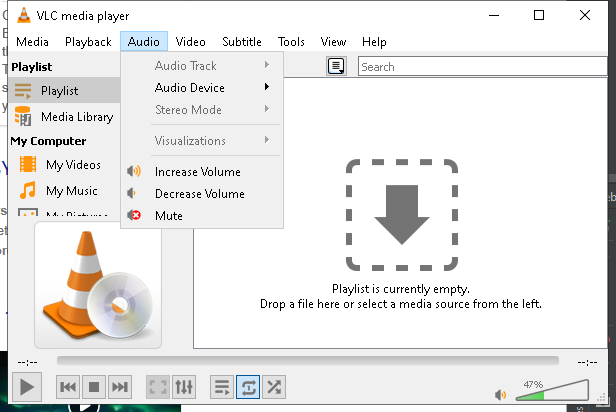 VLC media player
Media Playback Audio Video Subtitle Tools View Help
Playlist
Playlist
Media Library
My Computer
My Videos
My Music
My Pictures
Audio Track
Audio Device
Stereo Mode
Visualizations
Increase Volume
Decrease Volume
Mute
Search
Playlist is currently empty.
Drop a file here or select a media source from the left.
--:-- --:--
47%